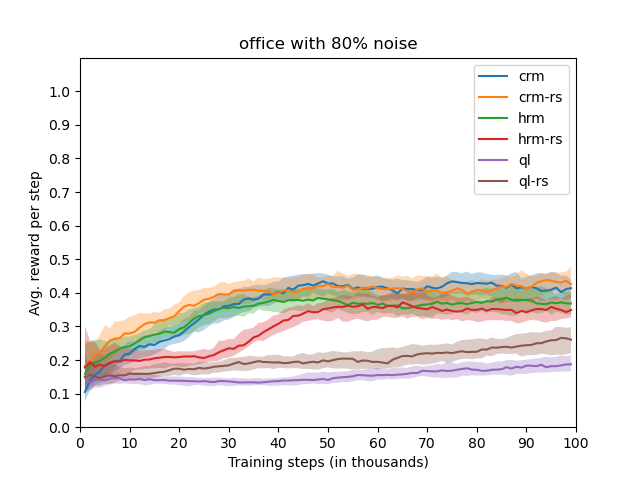 office with 80% noise
Avg. reward per step
1.0
0.9
0.8
0.7
0.6
0.5
0.4
0.3
0.2
0.1
0.0
crm
crm-rs
hrm
hrm-rs
ql
ql-rs
0 10 20 30 40 50 60 70 80 90 100
Training steps (in thousands)